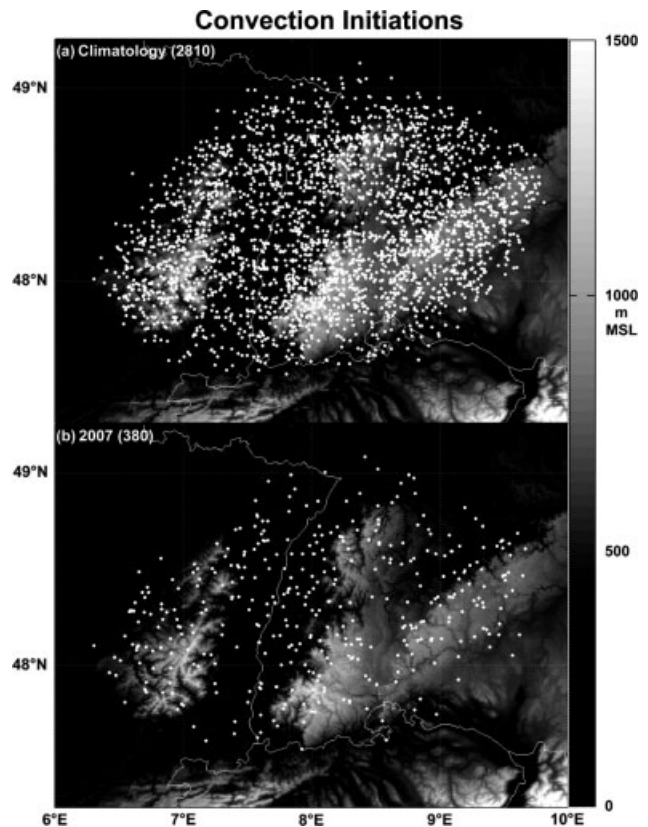 Convection Initiations
(a) Climatology (2810)
49°N
48°N
1500
1000
m
MSL
500
0
(b) 2007 (380)
49°N
48°N
6°E
7°E
8°E
9°E
10°E